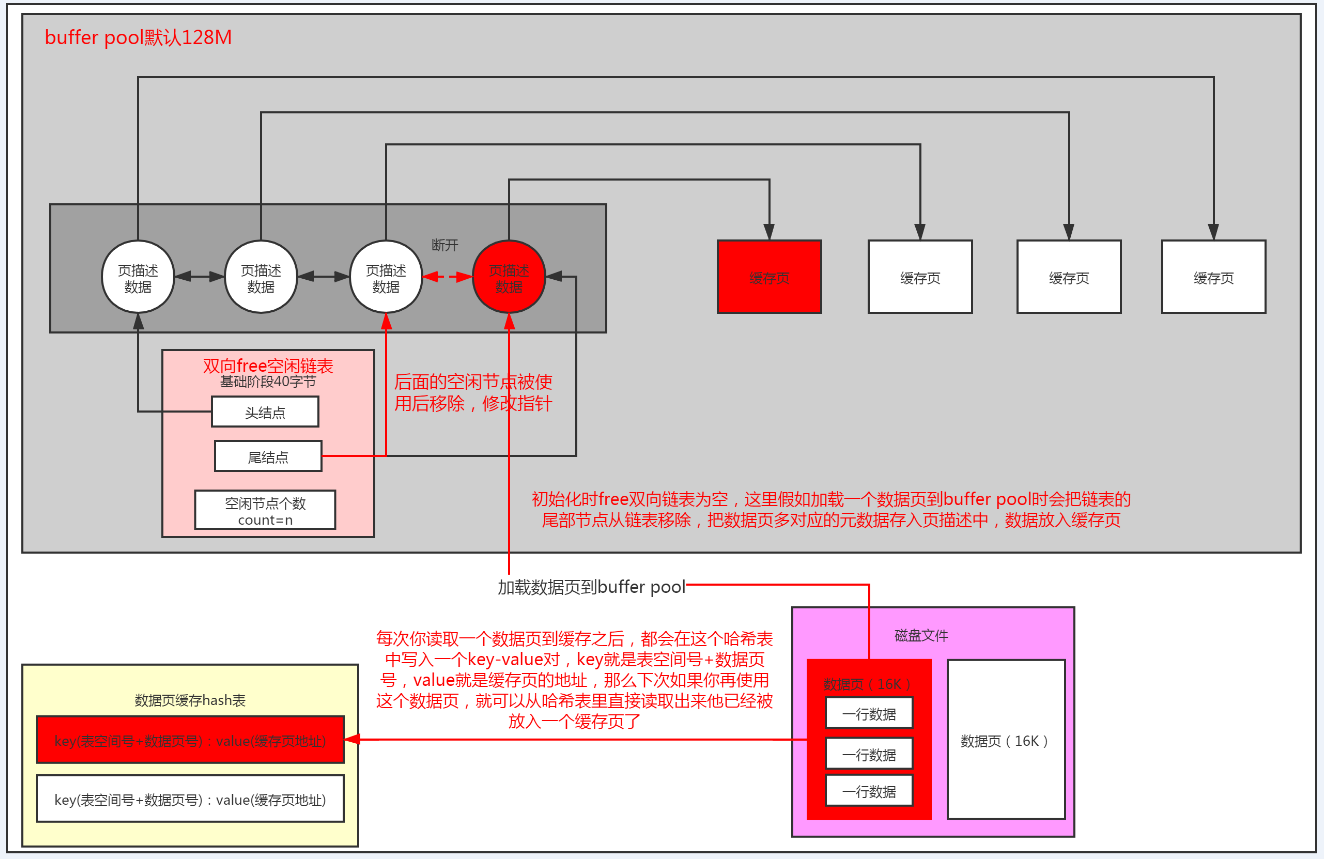 buffer pool默认128M
断开
页描述
数据
页描述
数据
页描述
数据
页描述
数据
缓存页
缓存页
缓存页
缓存页
双向free空闲链表
基础阶段40字节
头结点
尾结点
空闲节点个数
count=n
后面的空闲节点被使
用后移除，修改指针
初始化时free双向链表为空，这里假如加载一个数据页到buffer pool时会把链表的
尾部节点从链表移除，把数据页多对应的元数据存入页描述中，数据放入缓存页
加载数据页到buffer pool
每次你读取一个数据页到缓存之后，都会在这个哈希表
中写入一个key-value对，key就是表空间号+数据页
号，value就是缓存页的地址，那么下次如果你再使用
这个数据页，就可以从哈希表里直接读取出来他已经被
放入一个缓存页了
磁盘文件
数据页（16K）
一行数据
一行数据
一行数据
数据页（16K）
数据页缓存hash表
key(表空间号+数据页号)：value(缓存页地址)
key(表空间号+数据页号)：value(缓存页地址)